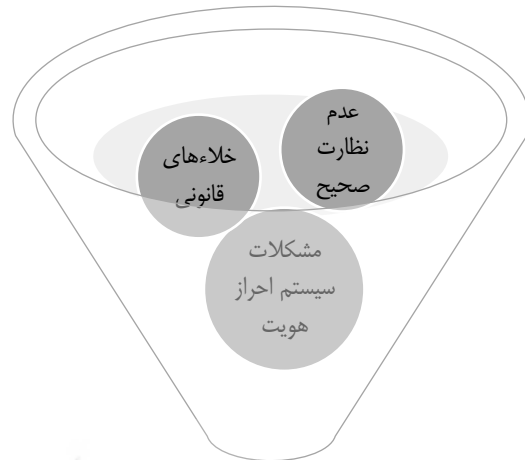 عدم
نظارت
صحیح
خلاءهای
قانونی
مشکلات
سیستم احراز
هویت